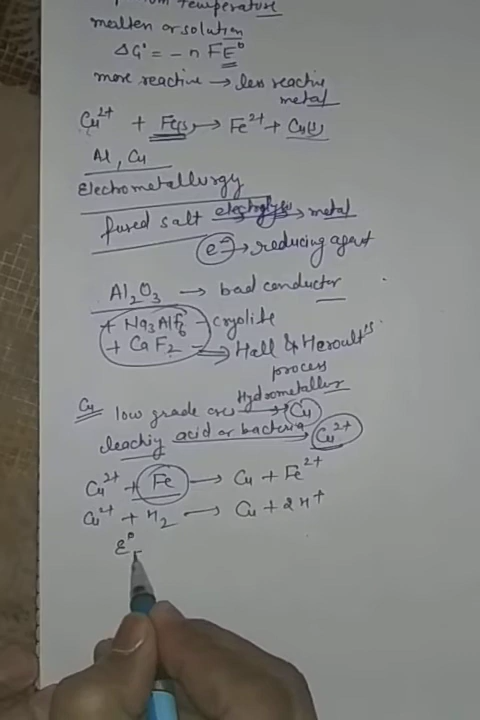 temperature
molten or solution
ΔG° = -n FE°
more reactive → less reactive
metal
Cu²⁺ + Fe(s) → Fe²⁺ + Cu(s)
Al, Cu
Electrometallurgy
fused salt electrolysis → metal
e⁻ → reducing agent
Al₂O₃ → bad conductor
+ Na₃AlF₆ - cryolite
+ CaF₂ → Hall & Heroult's
process
Hydrometallur
Cu low grade ores → Cu
leaching acid or bacteria → Cu²⁺
Cu²⁺ + Fe → Cu + Fe²⁺
Cu²⁺ + H₂ → Cu + 2H⁺
E°